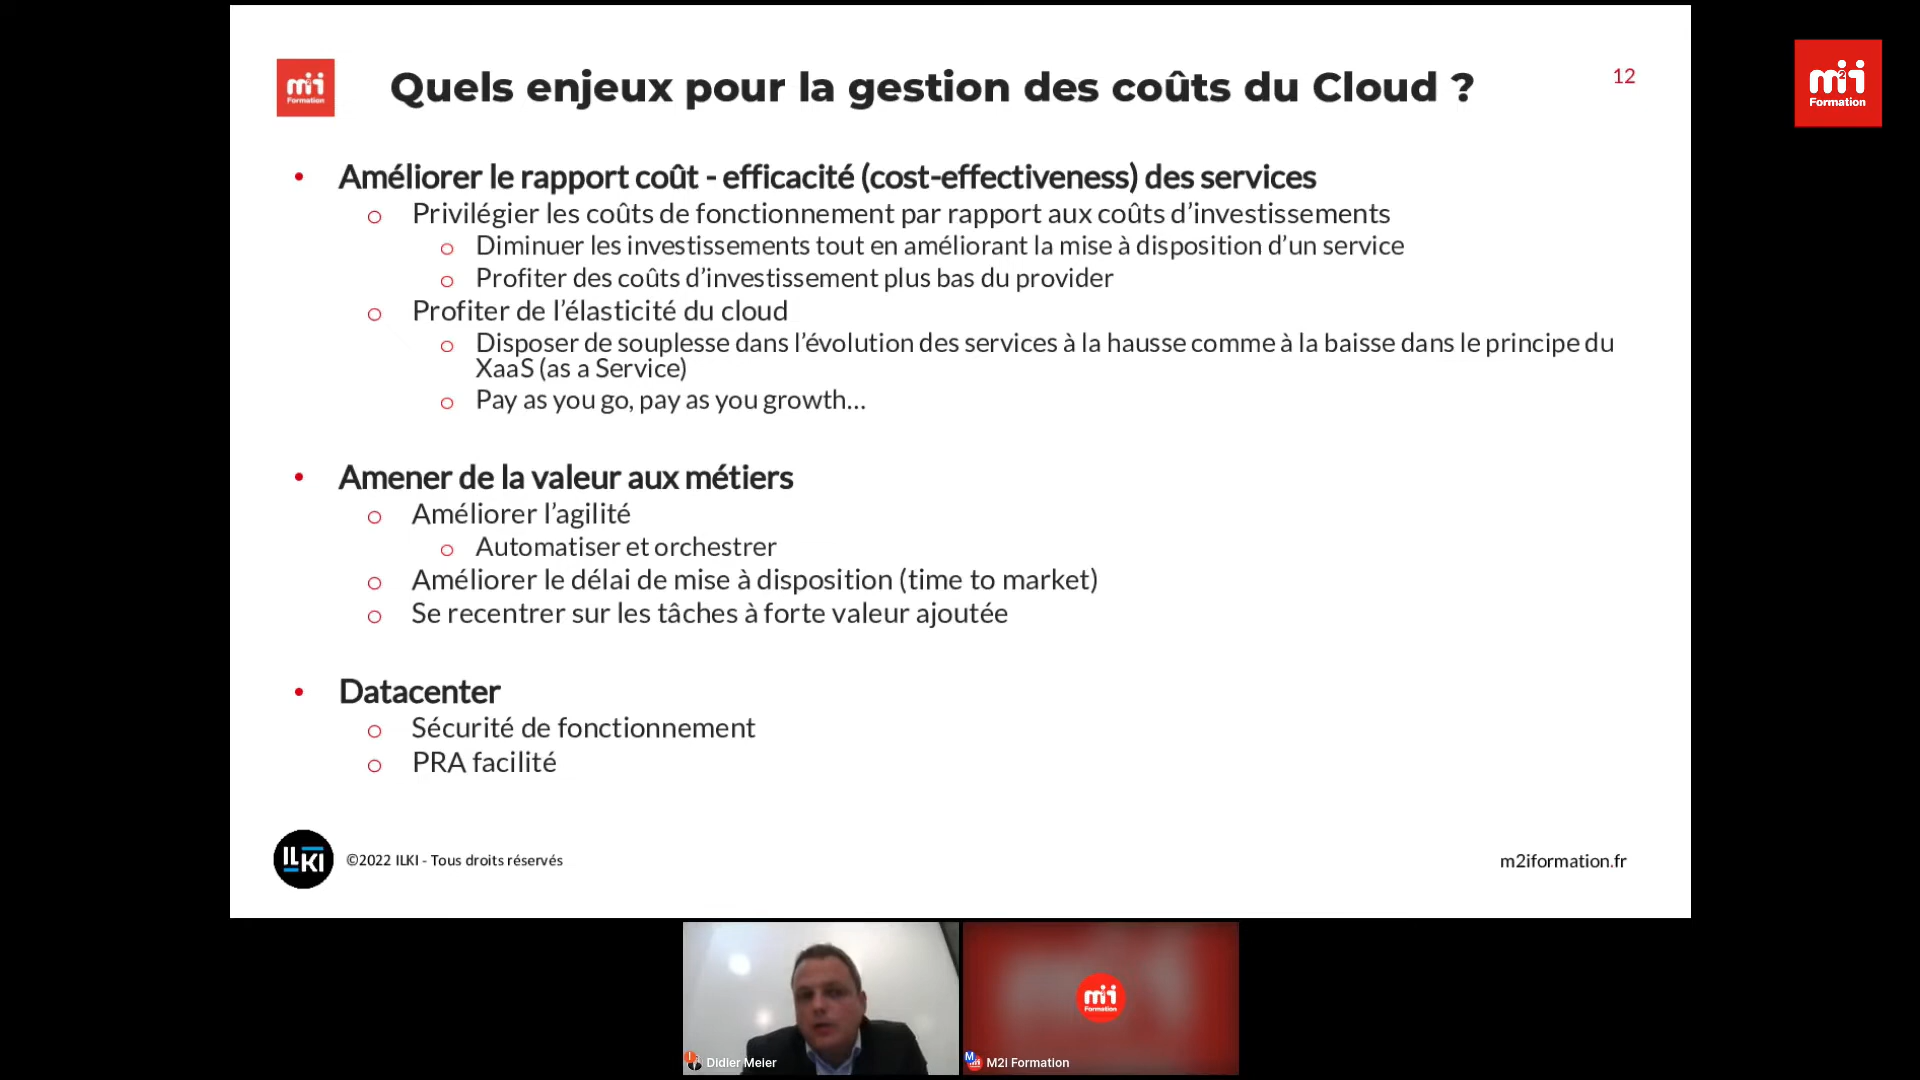 m2i
Formation
Quels enjeux pour la gestion des coûts du Cloud ?
12
m2i
Formation
• Améliorer le rapport coût - efficacité (cost-effectiveness) des services
o Privilégier les coûts de fonctionnement par rapport aux coûts d’investissements
o Diminuer les investissements tout en améliorant la mise à disposition d’un service
o Profiter des coûts d’investissement plus bas du provider
o Profiter de l’élasticité du cloud
o Disposer de souplesse dans l’évolution des services à la hausse comme à la baisse dans le principe du
XaaS (as a Service)
o Pay as you go, pay as you growth...
• Amener de la valeur aux métiers
o Améliorer l’agilité
o Automatiser et orchestrer
o Améliorer le délai de mise à disposition (time to market)
o Se recentrer sur les tâches à forte valeur ajoutée
• Datacenter
o Sécurité de fonctionnement
o PRA facilité
ILKI
©2022 ILKI - Tous droits réservés
m2iformation.fr
m2i
Formation
Didier Meier
M2i Formation